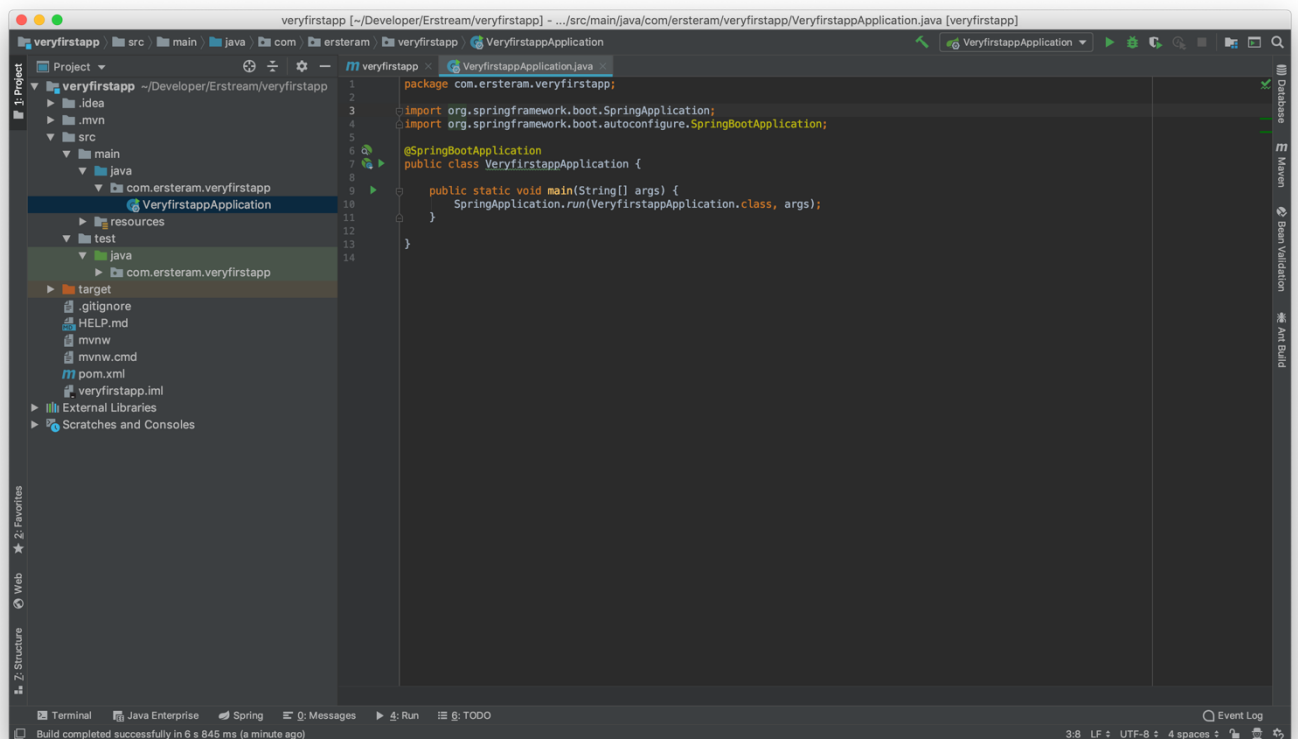 veryfirstapp [~/Developer/Erstream/veryfirstapp] - .../src/main/java/com/ersteram/veryfirstapp/VeryfirstappApplication.java [veryfirstapp]
veryfirstapp src main java com ersteram veryfirstapp VeryfirstappApplication
VeryfirstappApplication
1: Project
Project
veryfirstapp ~/Developer/Erstream/veryfirstapp
.idea
.mvn
src
main
java
com.ersteram.veryfirstapp
VeryfirstappApplication
resources
test
java
com.ersteram.veryfirstapp
target
.gitignore
HELP.md
mvnw
mvnw.cmd
pom.xml
veryfirstapp.iml
External Libraries
Scratches and Consoles
2: Favorites
Web
7: Structure
m veryfirstapp VeryfirstappApplication.java
1 package com.ersteram.veryfirstapp;
2
3 import org.springframework.boot.SpringApplication;
4 import org.springframework.boot.autoconfigure.SpringBootApplication;
5
6 @SpringBootApplication
7 public class VeryfirstappApplication {
8
9 public static void main(String[] args) {
10 SpringApplication.run(VeryfirstappApplication.class, args);
11 }
12
13 }
14
Database
m Maven
Bean Validation
Ant Build
Terminal Java Enterprise Spring 0: Messages 4: Run 6: TODO Event Log
Build completed successfully in 6 s 845 ms (a minute ago) 3:8 LF UTF-8 4 spaces